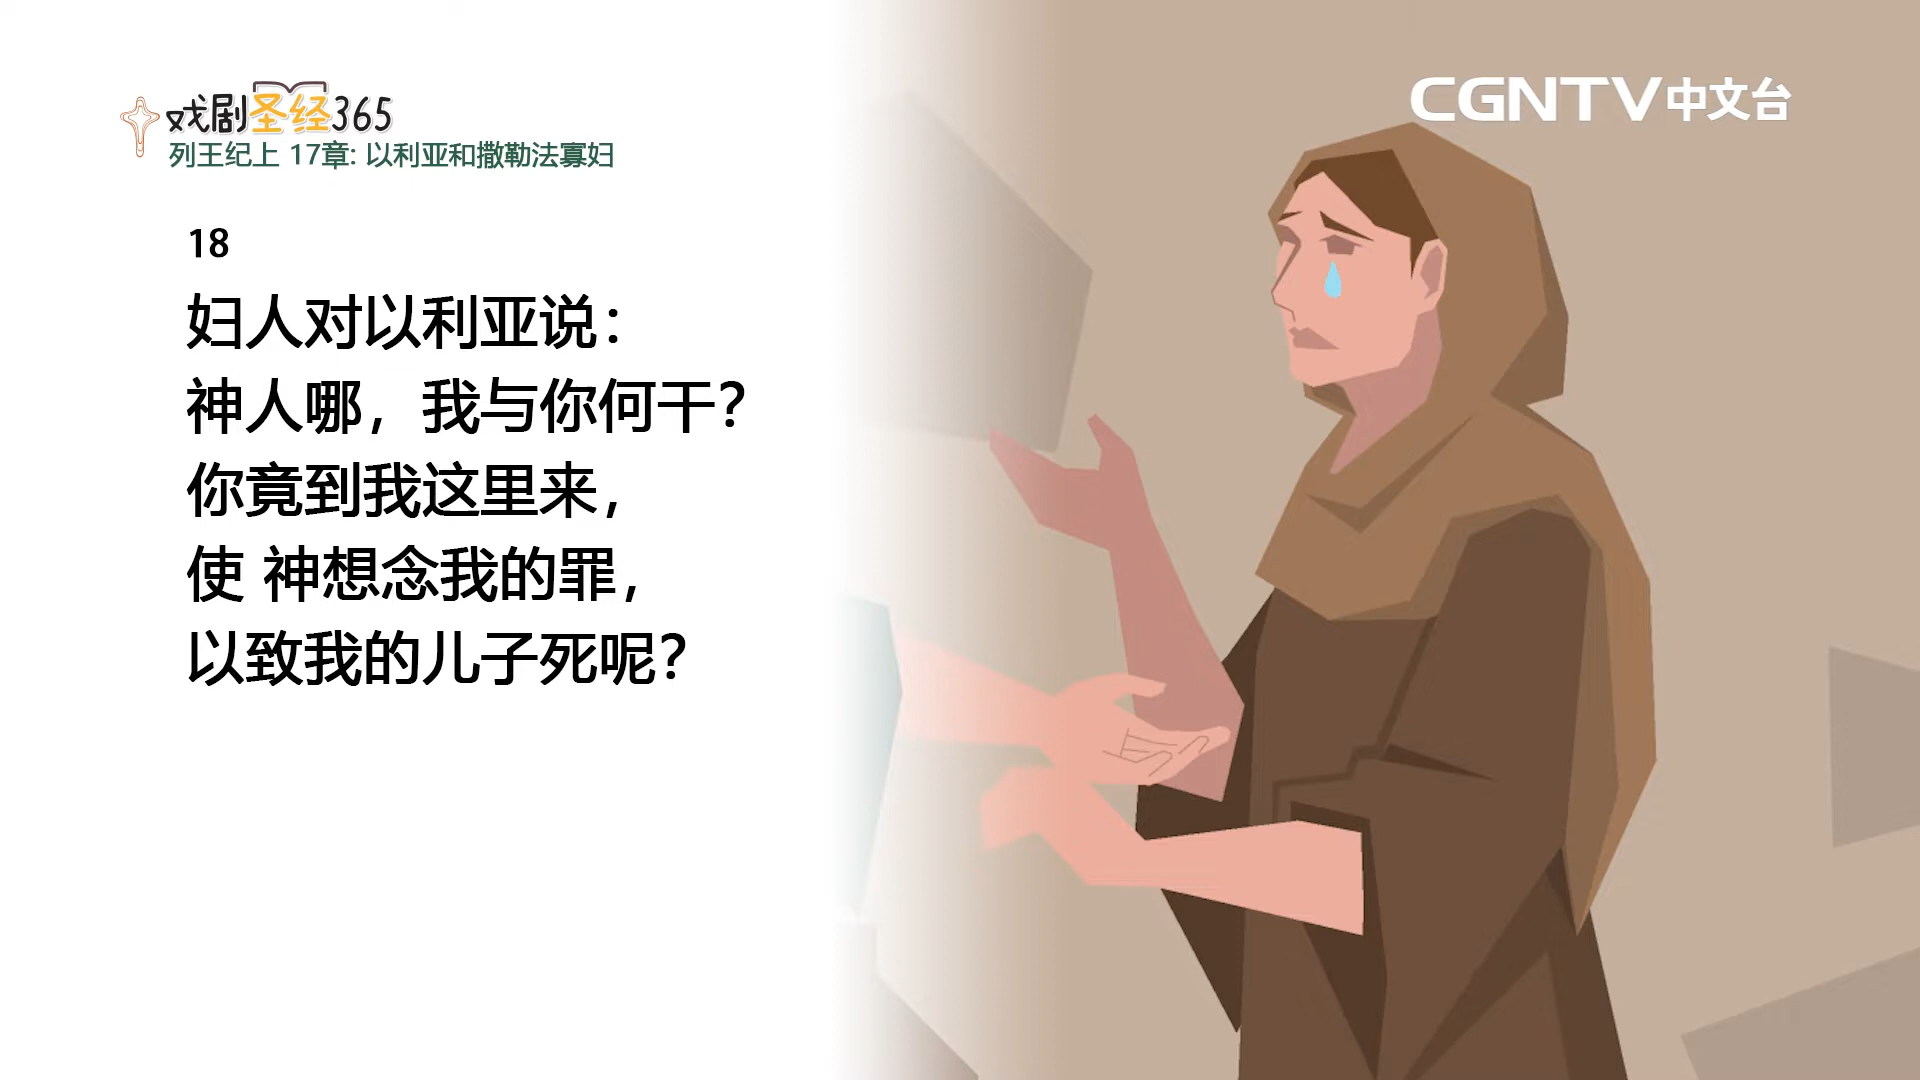 戏剧圣经365
CGNTV中文台
列王纪上 17章: 以利亚和撒勒法寡妇
18
妇人对以利亚说：
神人哪，我与你何干？
你竟到我这里来，
使 神想念我的罪，
以致我的儿子死呢？